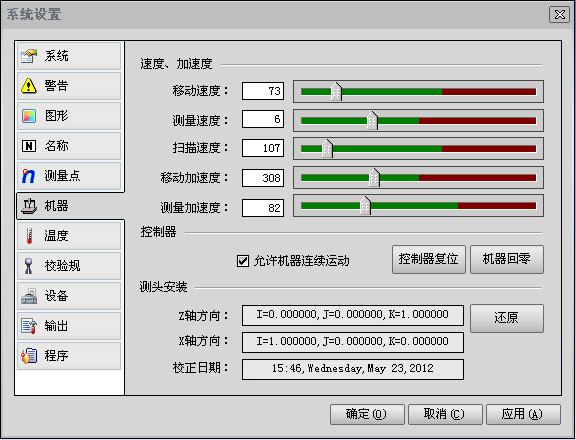 系统设置
系统
警告
图形
N 名称
n 测量点
机器
温度
校验规
设备
输出
程序
速度、加速度
移动速度： 73
测量速度： 6
扫描速度： 107
移动加速度： 308
测量加速度： 82
控制器
允许机器连续运动 控制器复位 机器回零
测头安装
Z轴方向： I=0.000000,J=0.000000,K=1.000000 还原
X轴方向： I=1.000000,J=0.000000,K=0.000000
校正日期： 15:46,Wednesday,May 23,2012
确定(O) 取消(C) 应用(A)